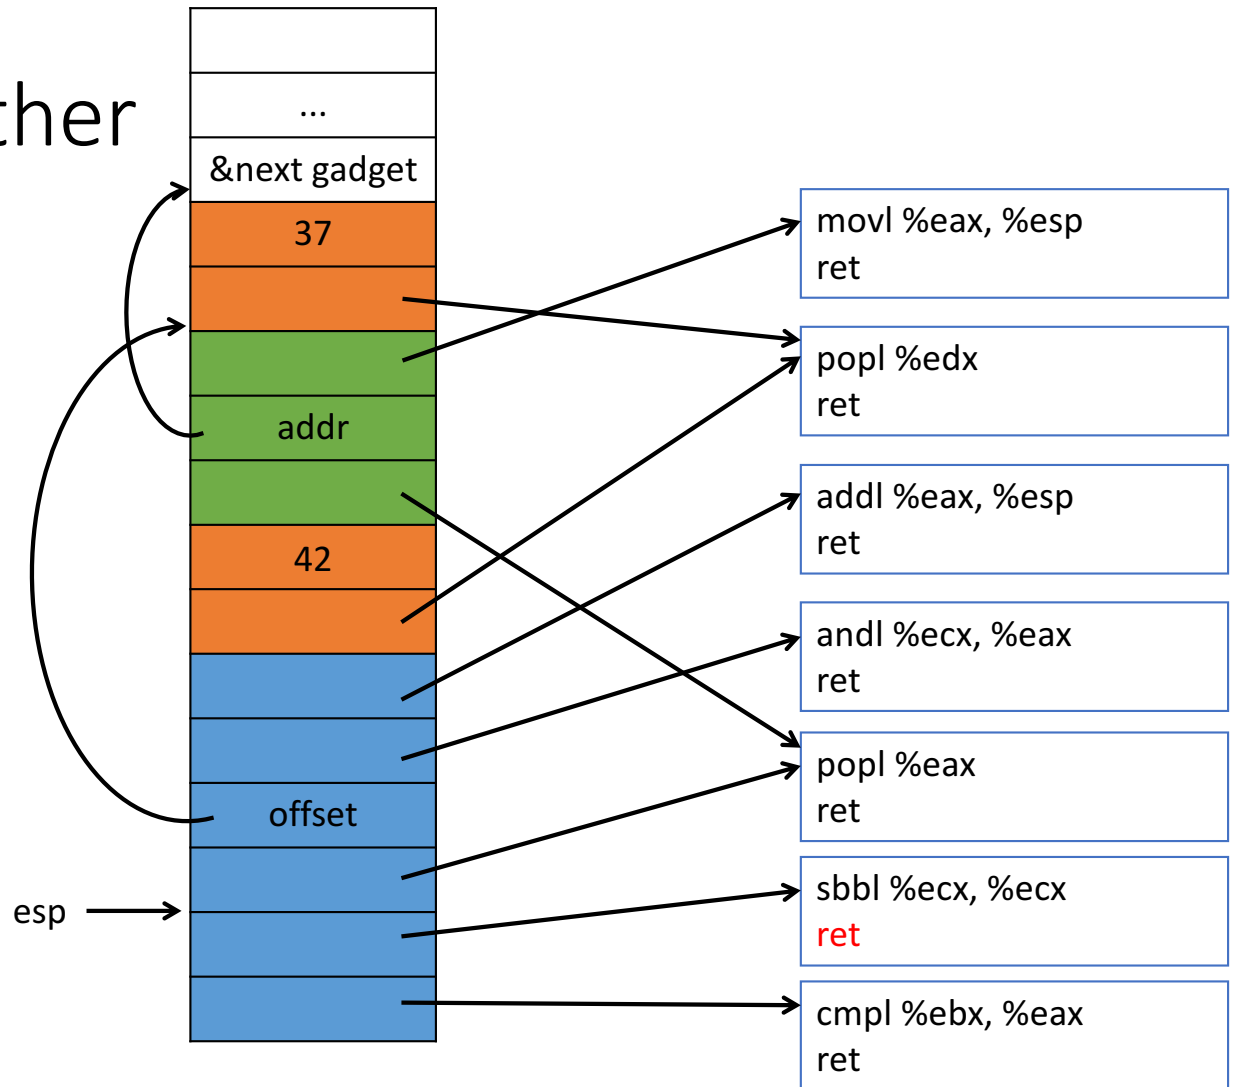 ther
...
&next gadget
37
addr
42
offset
esp
movl %eax, %esp
ret
popl %edx
ret
addl %eax, %esp
ret
andl %ecx, %eax
ret
popl %eax
ret
sbbl %ecx, %ecx
ret
cmpl %ebx, %eax
ret